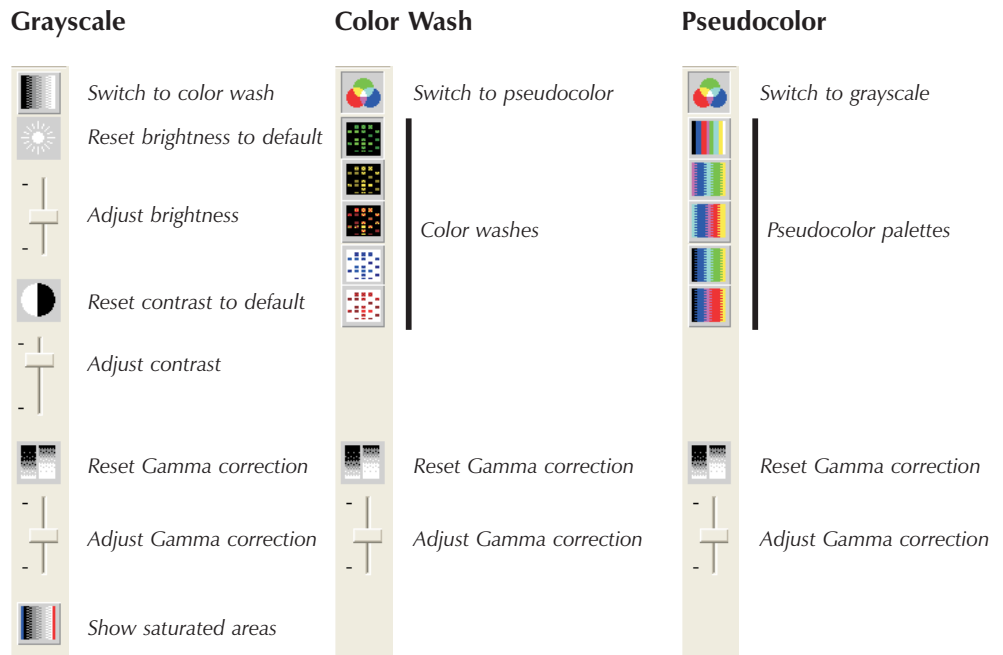 Grayscale
Switch to color wash
Reset brightness to default
Adjust brightness
Reset contrast to default
Adjust contrast
Reset Gamma correction
Adjust Gamma correction
Show saturated areas
Color Wash
Switch to pseudocolor
Color washes
Reset Gamma correction
Adjust Gamma correction
Pseudocolor
Switch to grayscale
Pseudocolor palettes
Reset Gamma correction
Adjust Gamma correction